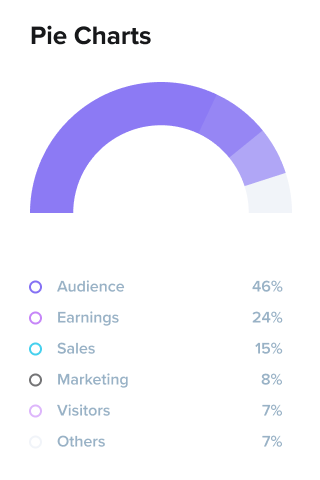 Pie Charts
Audience 46%
Earnings 24%
Sales 15%
Marketing 8%
Visitors 7%
Others 7%